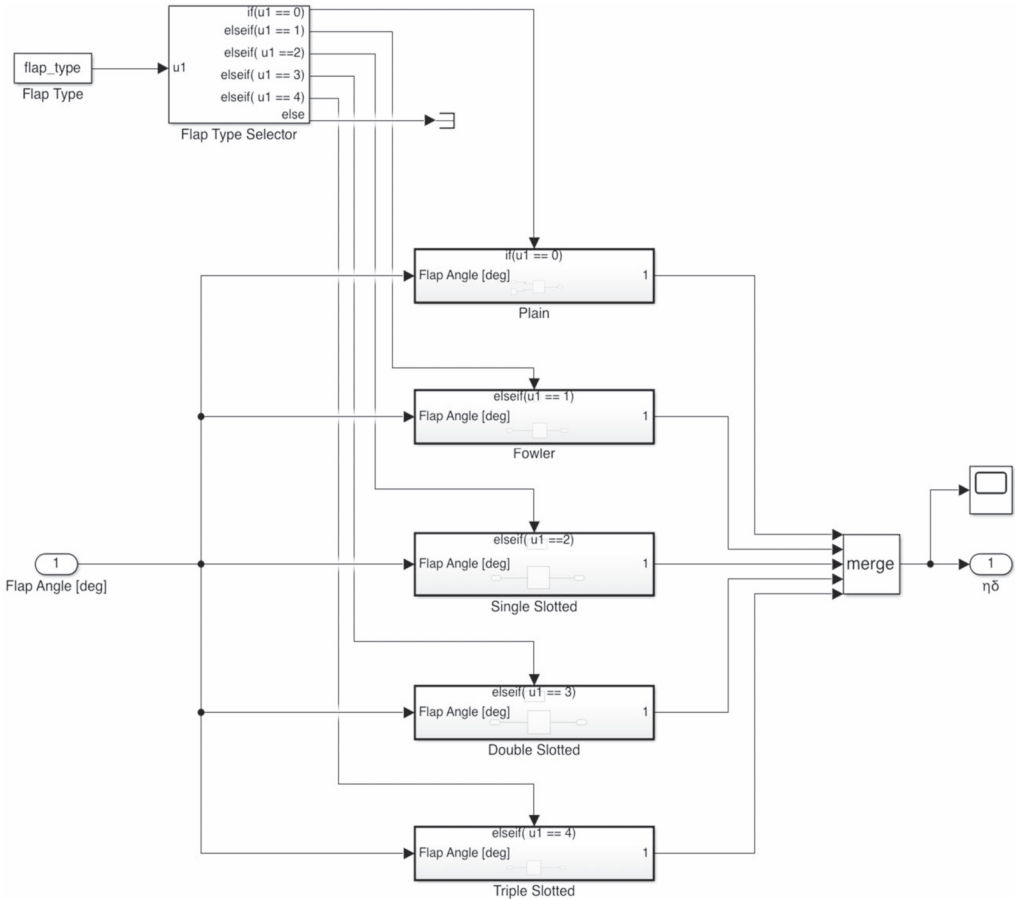 if(u1 == 0)
elseif(u1== 1)
elseif( u1 ==2)
elseif( u1 == 3)
elseif( u1 == 4)
else
flap_type
u1
Flap Type
Flap Type Selector
if(u1 == 0)
Flap Angle [deg]
1
Plain
elseif(u1 == 1)
Flap Angle [deg]
1
Fowler
elseif( u1 ==2)
Flap Angle [deg]
1
Single Slotted
1
Flap Angle [deg]
merge
1
ηδ
elseif( u1 == 3)
Flap Angle [deg]
1
Double Slotted
elseif( u1 == 4)
Flap Angle [deg]
1
Triple Slotted